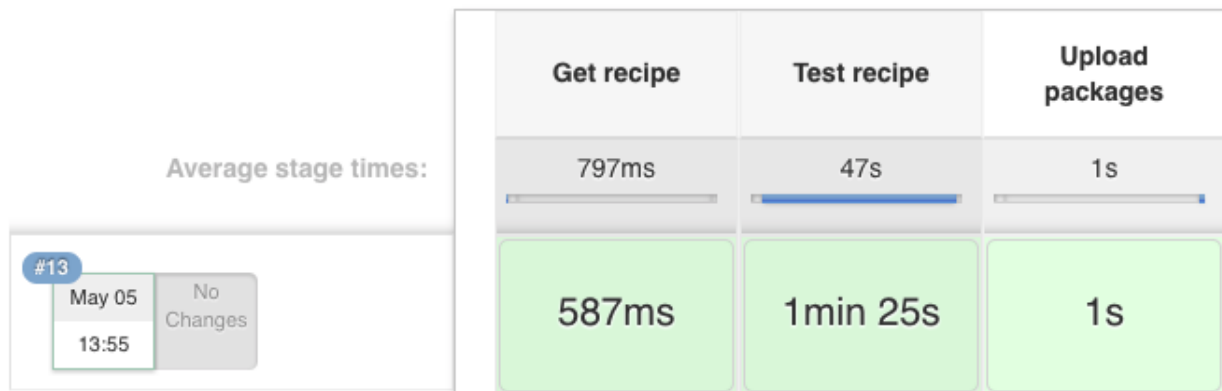 Get recipe
Test recipe
Upload
packages
Average stage times:
797ms
47s
1s
#13
May 05
13:55
No
Changes
587ms
1min 25s
1s